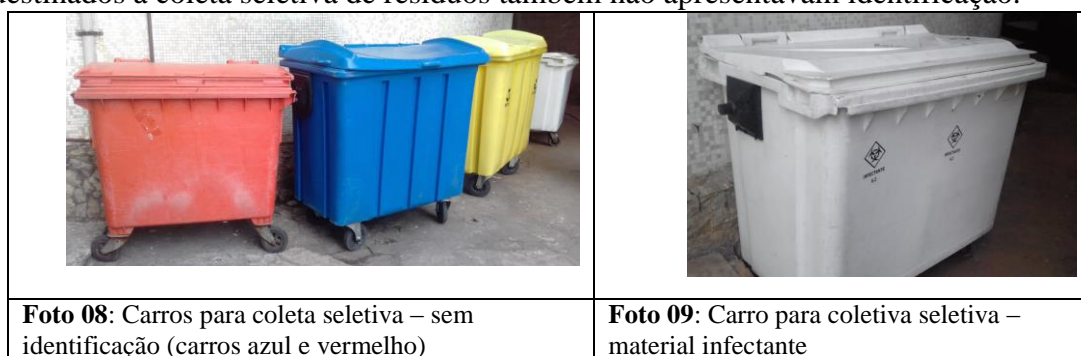 destinados à coleta seletiva de resíduos também não apresentavam identificação.
INFECTANTE
Foto 08: Carros para coleta seletiva – sem
identificação (carros azul e vermelho)
Foto 09: Carro para coletiva seletiva –
material infectante